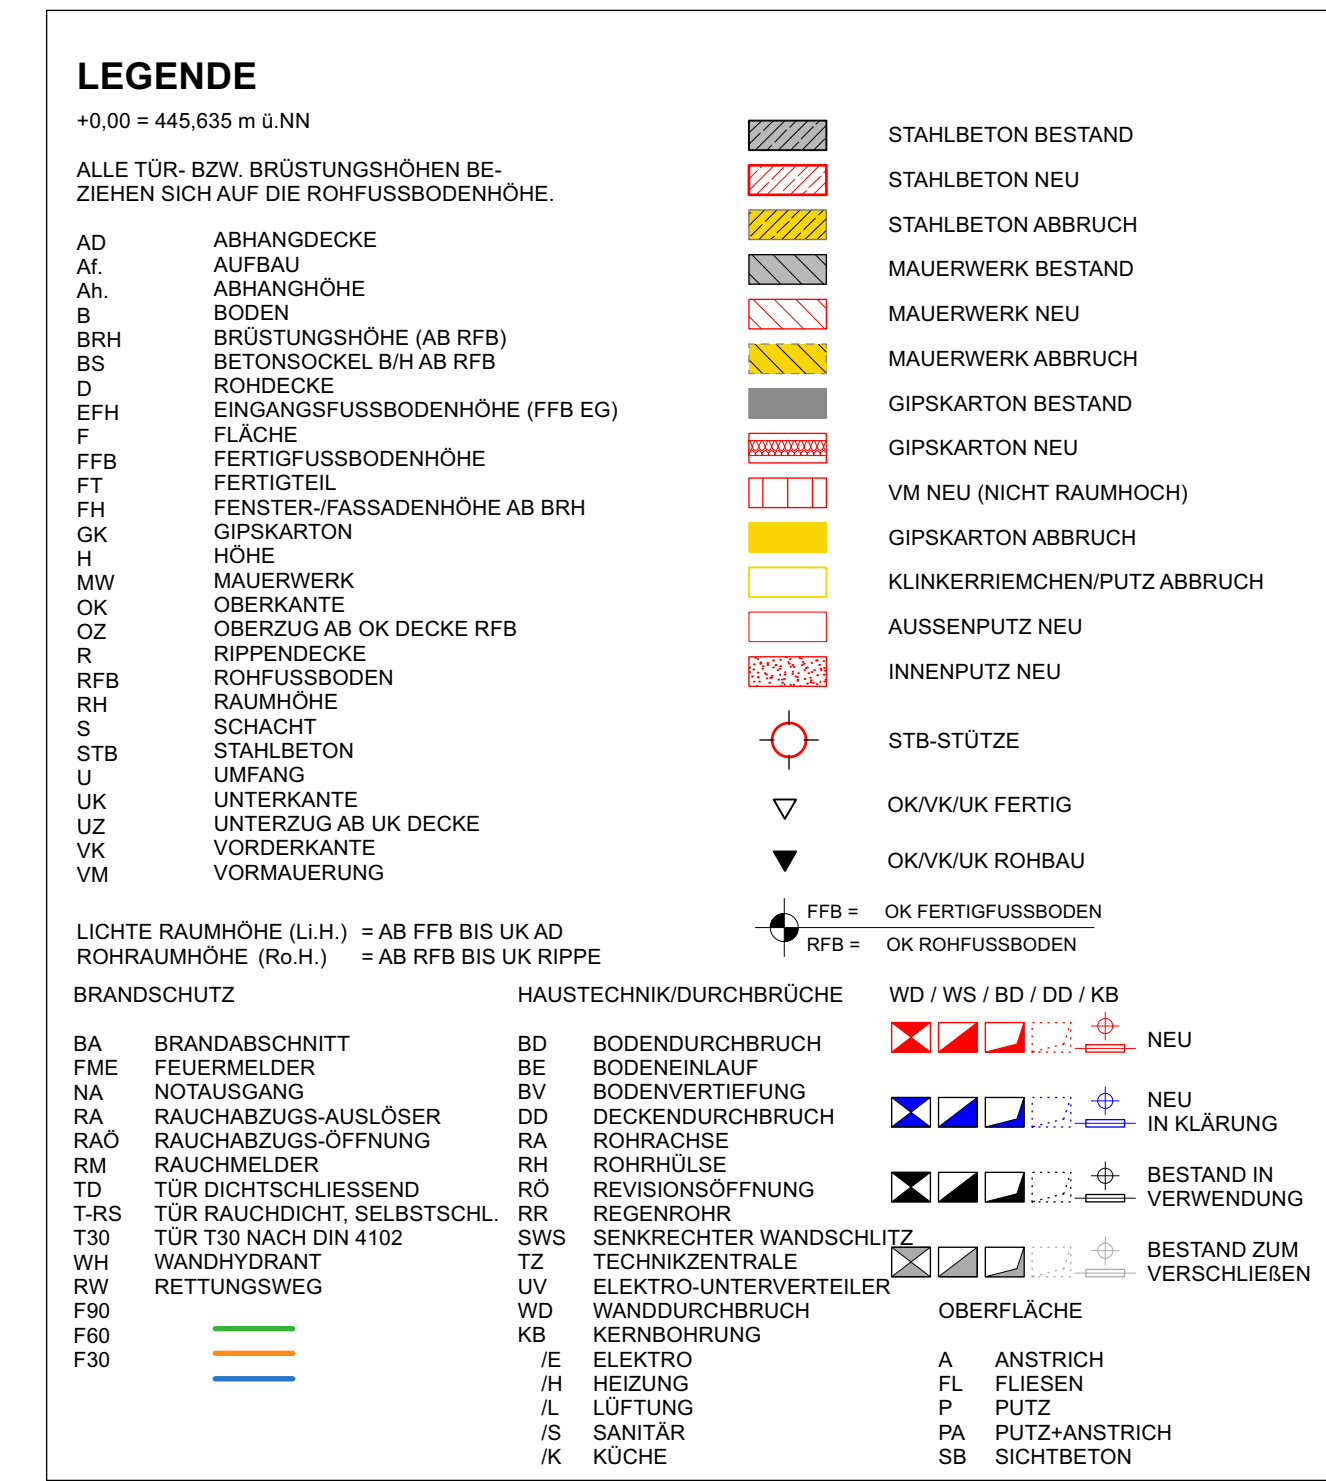 LEGENDE
+0,00 = 445,635 m ü.NN
ALLE TÜR- BZW. BRÜSTUNGSHÖHEN BE-
ZIEHEN SICH AUF DIE ROHFUSSBODENHÖHE.
AD ABHANGDECKE
Af. AUFBAU
Ah. ABHANGHÖHE
B BODEN
BRH BRÜSTUNGSHÖHE (AB RFB)
BS BETONSOCKEL B/H AB RFB
D ROHDECKE
EFH EINGANGSFUSSBODENHÖHE (FFB EG)
F FLÄCHE
FFB FERTIGFUSSBODENHÖHE
FT FERTIGTEIL
FH FENSTER-/FASSADENHÖHE AB BRH
GK GIPSKARTON
H HÖHE
MW MAUERWERK
OK OBERKANTE
OZ OBERZUG AB OK DECKE RFB
R RIPPENDECKE
RFB ROHFUSSBODEN
RH RAUMHÖHE
S SCHACHT
STB STAHLBETON
U UMFANG
UK UNTERKANTE
UZ UNTERZUG AB UK DECKE
VK VORDERKANTE
VM VORMAUERUNG
LICHTE RAUMHÖHE (Li.H.) = AB FFB BIS UK AD
ROHRAUMHÖHE (Ro.H.) = AB RFB BIS UK RIPPE
STAHLBETON BESTAND
STAHLBETON NEU
STAHLBETON ABBRUCH
MAUERWERK BESTAND
MAUERWERK NEU
MAUERWERK ABBRUCH
GIPSKARTON BESTAND
GIPSKARTON NEU
VM NEU (NICHT RAUMHOCH)
GIPSKARTON ABBRUCH
KLINKERRIEMCHEN/PUTZ ABBRUCH
AUSSENPUTZ NEU
INNENPUTZ NEU
STB-STÜTZE
OK/VK/UK FERTIG
OK/VK/UK ROHBAU
FFB = OK FERTIGFUSSBODEN
RFB = OK ROHFUSSBODEN
BRANDSCHUTZ
BA BRANDABSCHNITT
FME FEUERMELDER
NA NOTAUSGANG
RA RAUCHABZUGS-AUSLÖSER
RAÖ RAUCHABZUGS-ÖFFNUNG
RM RAUCHMELDER
TD TÜR DICHTSCHLIESSEND
T-RS TÜR RAUCHDICHT, SELBSTSCHL.
T30 TÜR T30 NACH DIN 4102
WH WANDHYDRANT
RW RETTUNGSWEG
F90
F60
F30
HAUSTECHNIK/DURCHBRÜCHE
BD BODENDURCHBRUCH
BE BODENEINLAUF
BV BODENVERTIEFUNG
DD DECKENDURCHBRUCH
RA ROHRACHSE
RH ROHRHÜLSE
RÖ REVISIONSÖFFNUNG
RR REGENROHR
SWS SENKRECHTER WANDSCHLITZ
TZ TECHNIKZENTRALE
UV ELEKTRO-UNTERVERTEILER
WD WANDDURCHBRUCH
KB KERNBOHRUNG
/E ELEKTRO
/H HEIZUNG
/L LÜFTUNG
/S SANITÄR
/K KÜCHE
WD / WS / BD / DD / KB
NEU
NEU
IN KLÄRUNG
BESTAND IN
VERWENDUNG
BESTAND ZUM
VERSCHLIEßEN
OBERFLÄCHE
A ANSTRICH
FL FLIESEN
P PUTZ
PA PUTZ+ANSTRICH
SB SICHTBETON